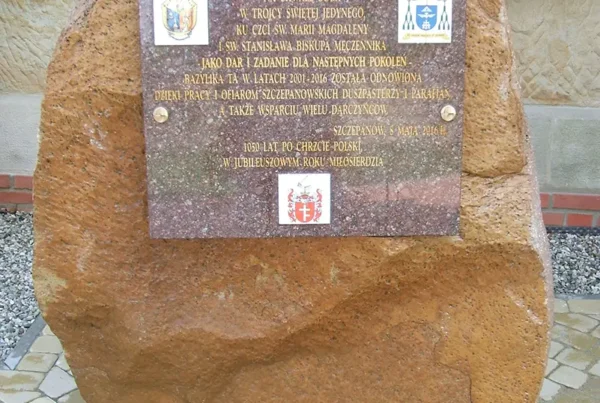 W TRÓJCY ŚWIĘTEJ JEDYNEGO,
KU CZCI ŚW. MARII MAGDALENY
I ŚW. STANISŁAWA BISKUPA MĘCZENNIKA
JAKO DAR I ZADANIE DLA NASTĘPNYCH POKOLEŃ -
BAZYLIKA TA W LATACH 2001-2016 ZOSTAŁA ODNOWIONA
DZIĘKI PRACY I OFIAROM SZCZEPANOWSKICH DUSZPASTERZY I PARAFIAN,
A TAKŻE WSPARCIU WIELU DARCZYŃCÓW.
SZCZEPANÓW, 8 MAJA 2016 R.
1050 LAT PO CHRZCIE POLSKI,
W JUBILEUSZOWYM ROKU MIŁOSIERDZIA